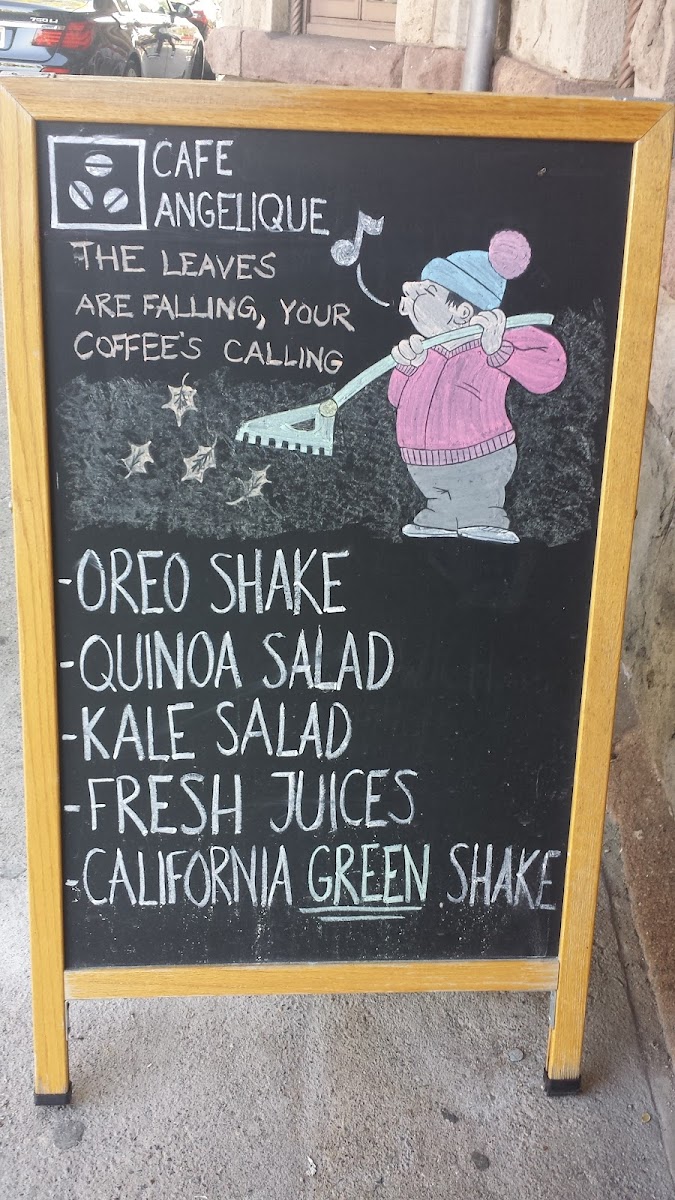 750Li
CAFE
ANGELIQUE
THE LEAVES
ARE FALLING, YOUR
COFFEE'S CALLING
-OREO SHAKE
-QUINOA SALAD
-KALE SALAD
-FRESH JUICES
-CALIFORNIA GREEN SHAKE